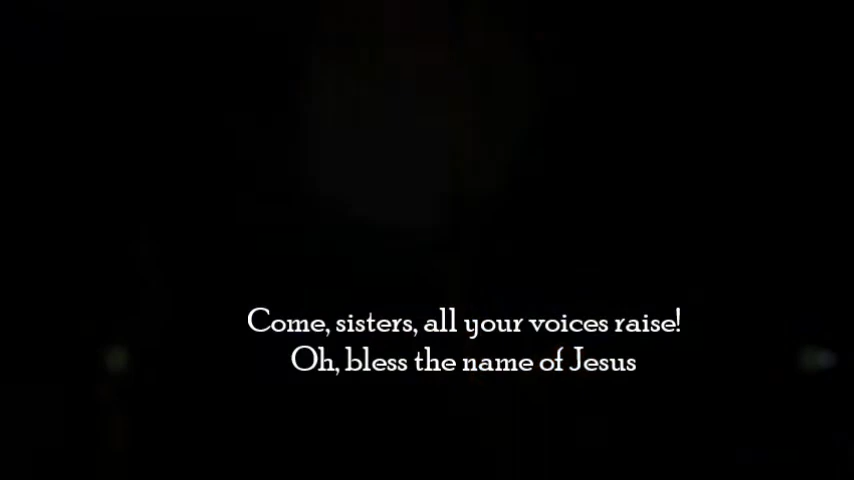 Come, sisters, all your voices raise!
Oh, bless the name of Jesus